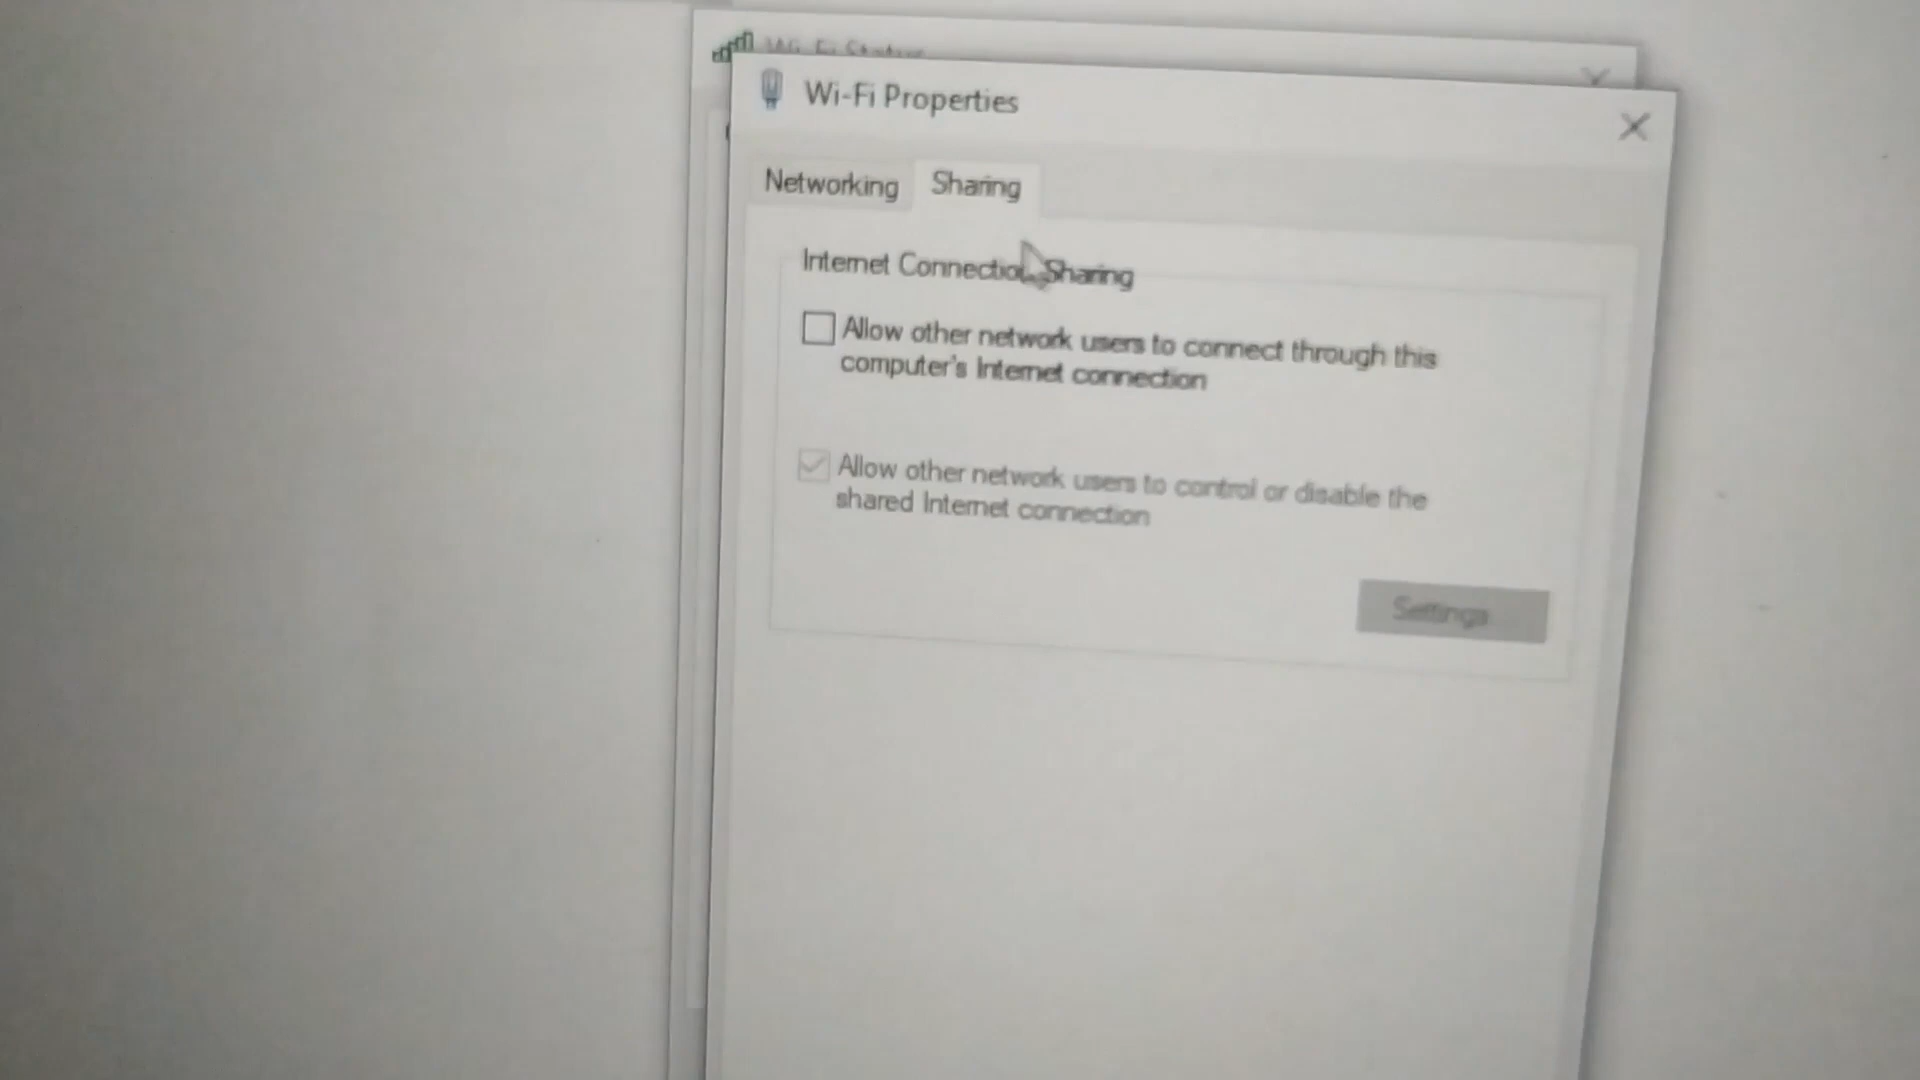 Wi-Fi Properties
Networking
Sharing
Internet Connection Sharing
Allow other network users to connect through this
computer's Internet connection
Allow other network users to control or disable the
shared Internet connection
Settings